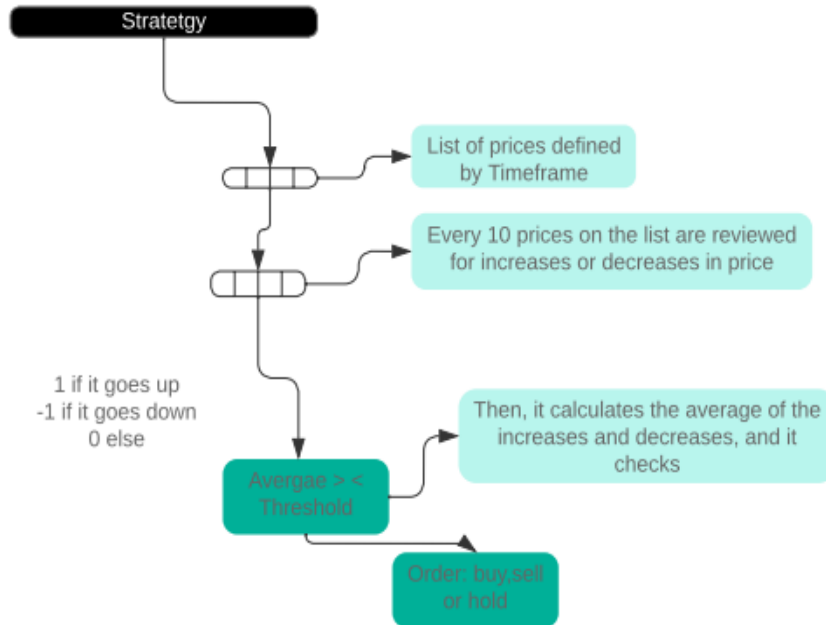 Stratetgy
List of prices defined
by Timeframe
Every 10 prices on the list are reviewed
for increases or decreases in price
1 if it goes up
-1 if it goes down
0 else
Then, it calculates the average of the
increases and decreases, and it
checks
Avergae > <
Threshold
Order: buy,sell
or hold